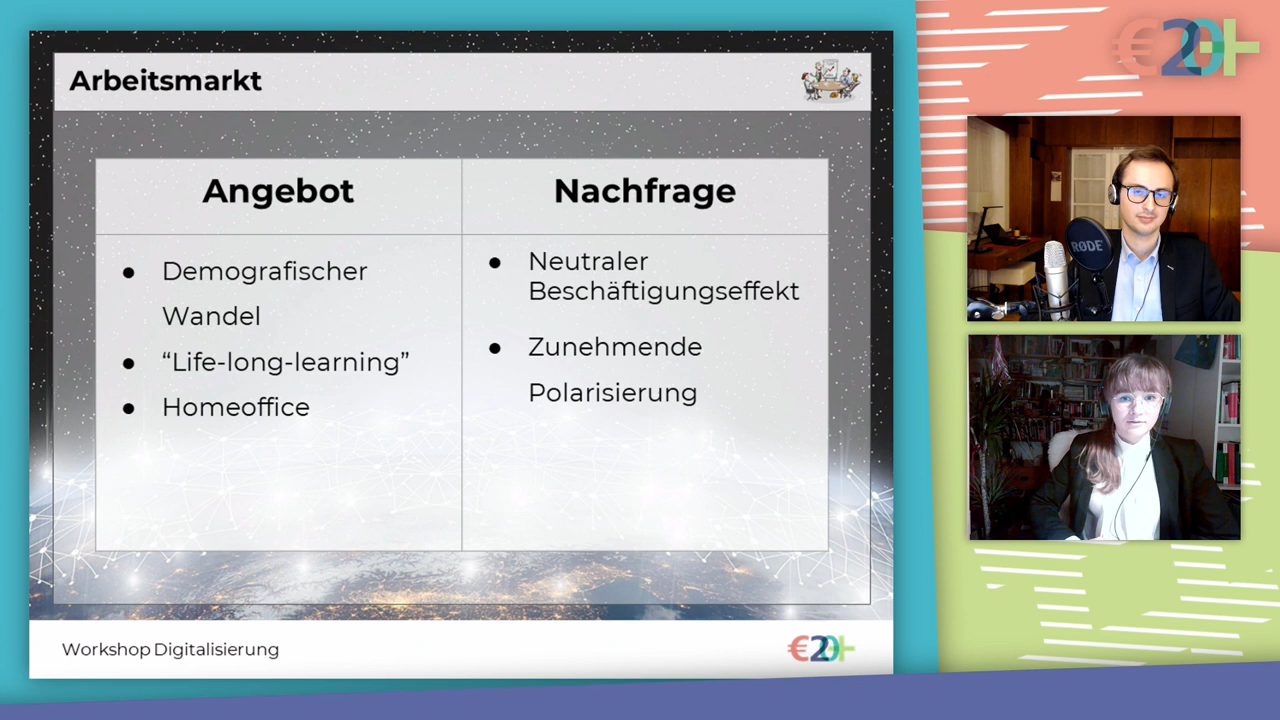 €20+
Arbeitsmarkt
Angebot
Nachfrage
● Demografischer
Wandel
● “Life-long-learning”
● Homeoffice
● Neutraler
Beschäftigungseffekt
● Zunehmende
Polarisierung
RØDE
Workshop Digitalisierung
€20+